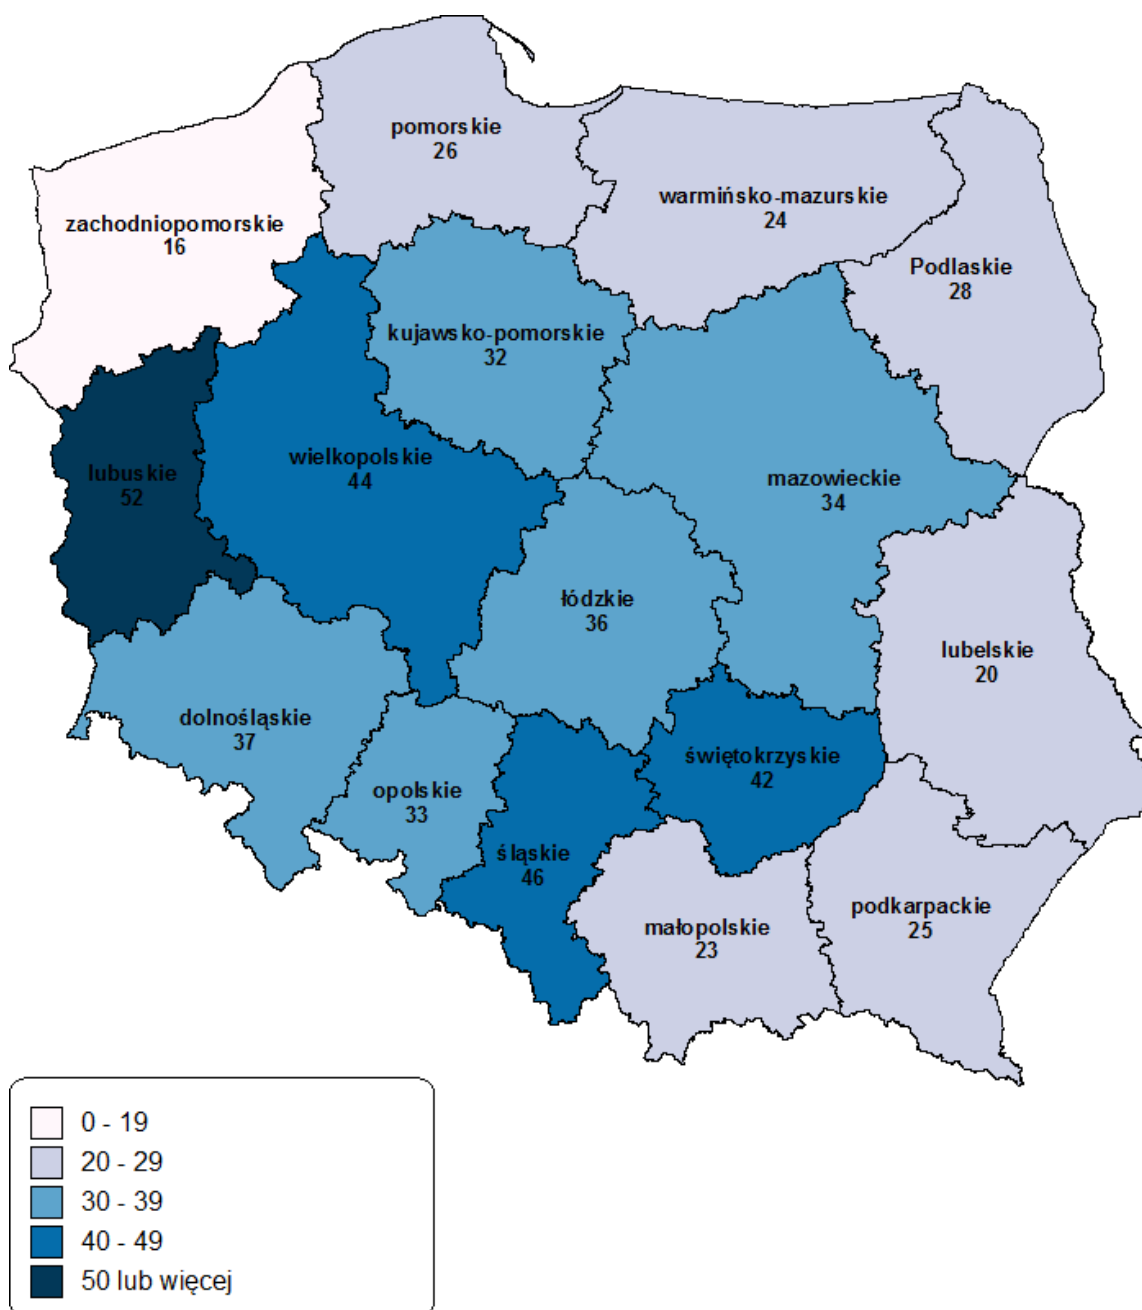 pomorskie
26
warmińsko-mazurskie
24
zachodniopomorskie
16
Podlaskie
28
kujawsko-pomorskie
32
wielkopolskie
44
lubuskie
52
mazowieckie
34
łódzkie
36
lubelskie
20
dolnośląskie
37
świętokrzyskie
42
opolskie
33
śląskie
46
podkarpackie
25
małopolskie
23
0 - 19
20 - 29
30 - 39
40 - 49
50 lub więcej